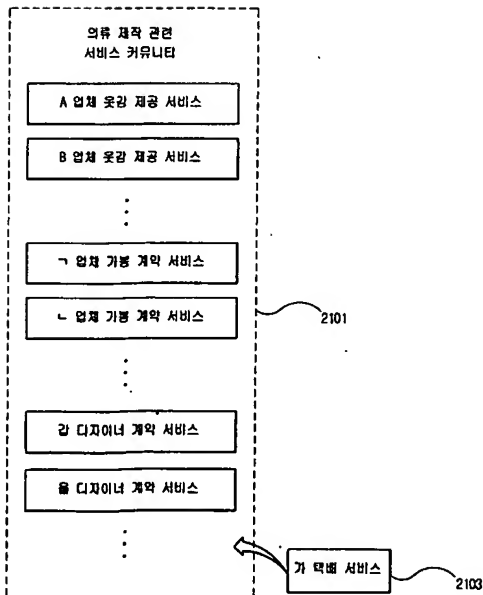 의류 제작 관련
서비스 커뮤니티
A 업체 옷감 제공 서비스
B 업체 옷감 제공 서비스
ㄱ 업체 가봉 계약 서비스
ㄴ 업체 가봉 계약 서비스
2101
갑 디자이너 계약 서비스
을 디자이너 계약 서비스
가 택배 서비스
2103